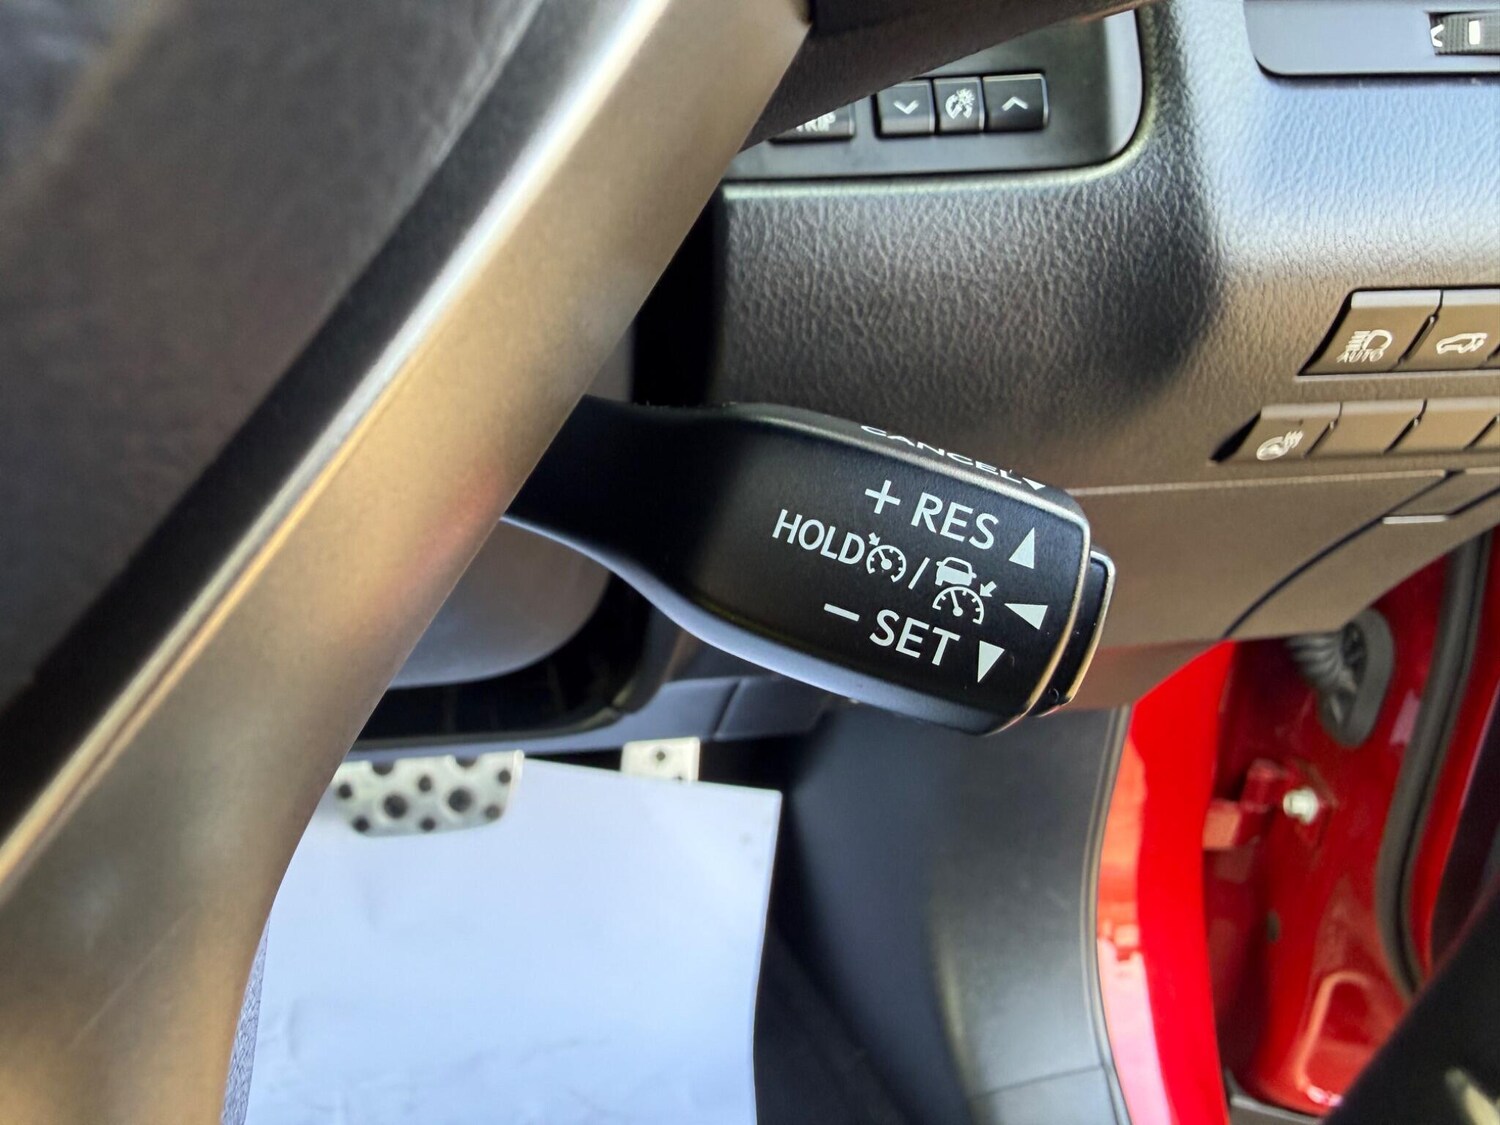 TRIP
AUTO
CANCEL
+ RES
HOLD /
− SET